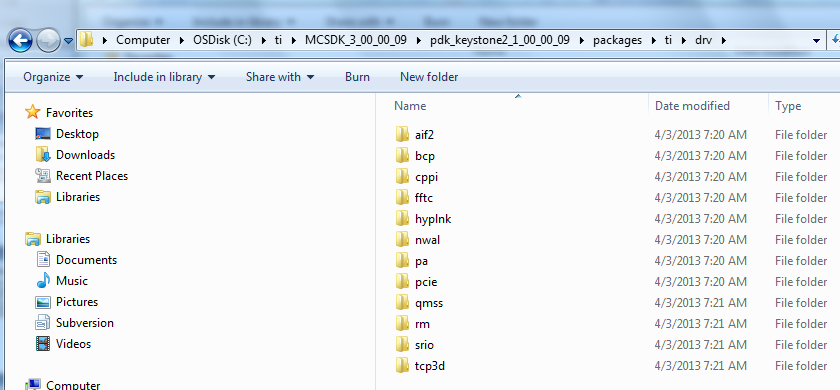 Computer OSDisk (C:) ti MCSDK_3_00_00_09 pdk_keystone2_1_00_00_09 packages ti drv
Organize Include in library Share with Burn New folder
Favorites
Desktop
Downloads
Recent Places
Libraries
Libraries
Documents
Music
Pictures
Subversion
Videos
Computer
Name Date modified Type
aif2 4/3/2013 7:20 AM File folder
bcp 4/3/2013 7:20 AM File folder
cppi 4/3/2013 7:20 AM File folder
fftc 4/3/2013 7:20 AM File folder
hyplnk 4/3/2013 7:20 AM File folder
nwal 4/3/2013 7:20 AM File folder
pa 4/3/2013 7:20 AM File folder
pcie 4/3/2013 7:20 AM File folder
qmss 4/3/2013 7:21 AM File folder
rm 4/3/2013 7:21 AM File folder
srio 4/3/2013 7:21 AM File folder
tcp3d 4/3/2013 7:21 AM File folder